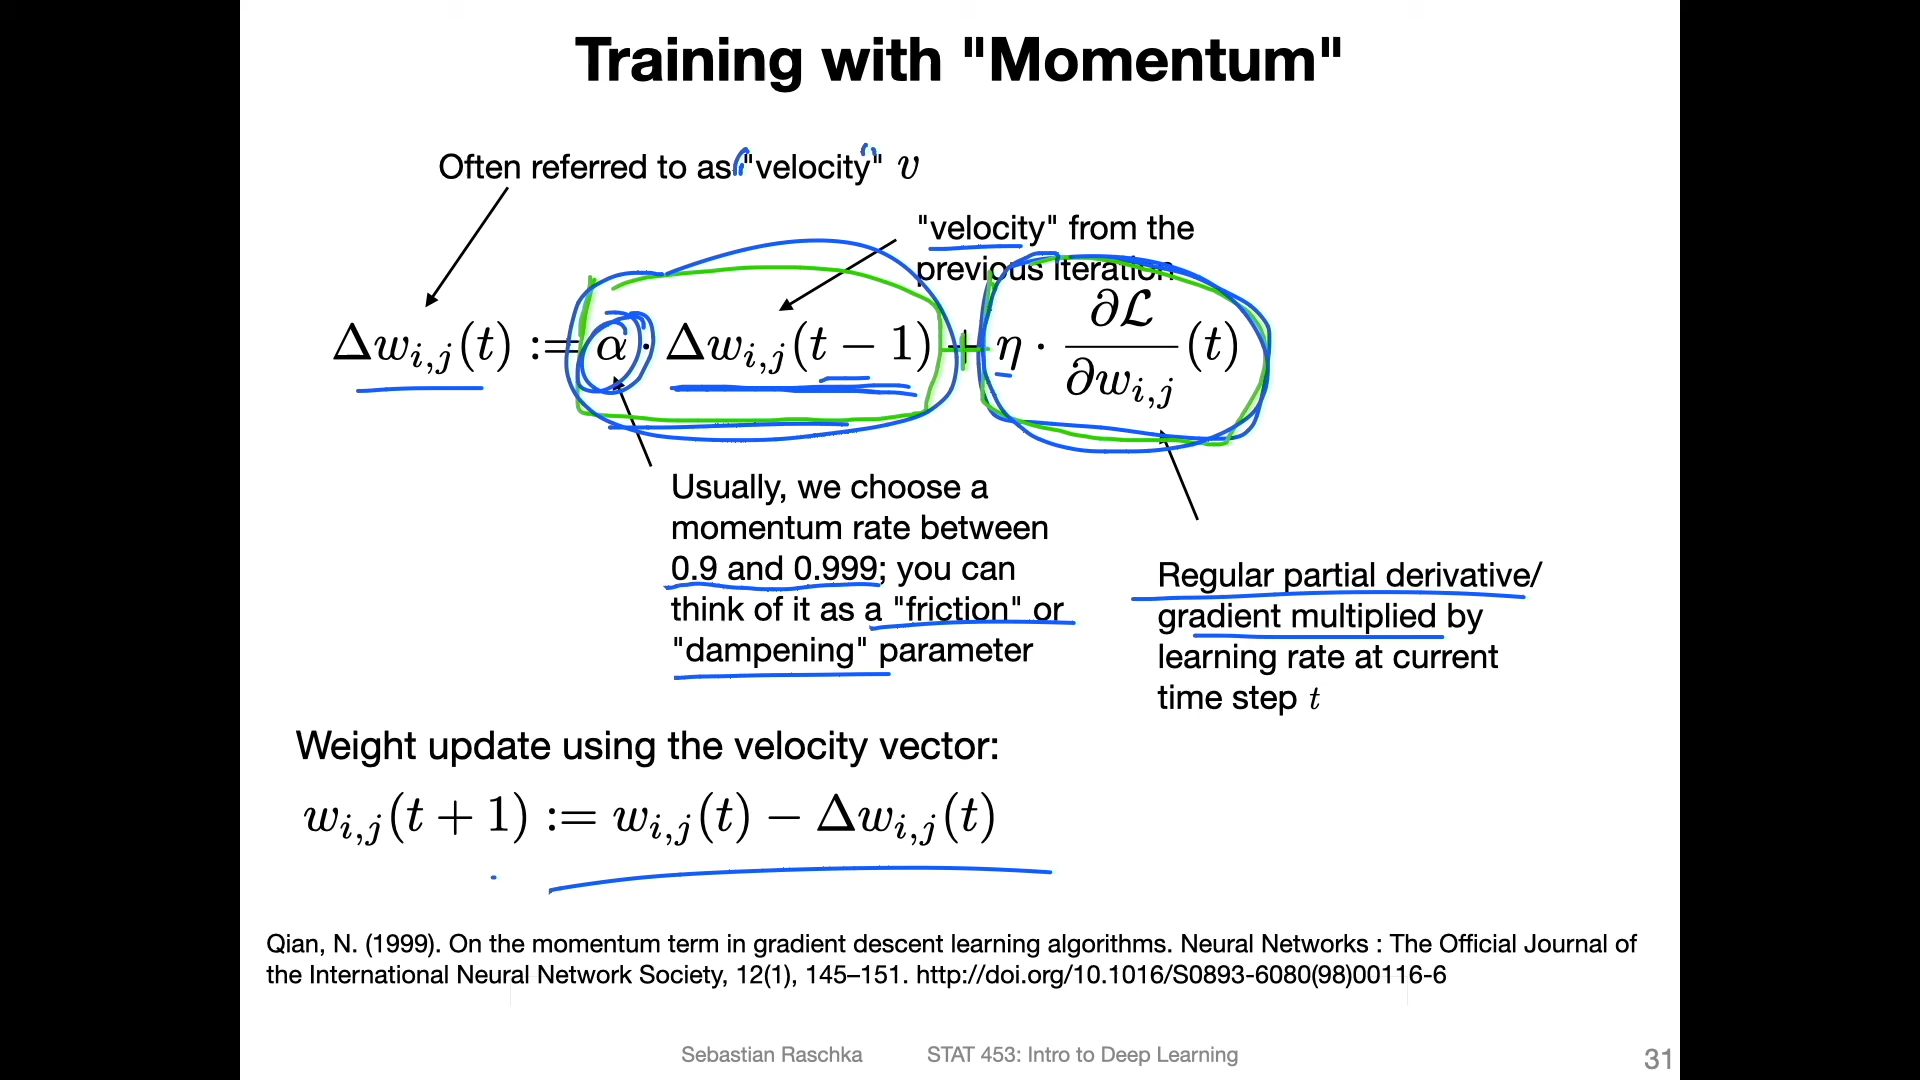 Training with "Momentum"
Often referred to as "velocity" v
"velocity" from the
previous iteration
Δw_{i,j}(t) := α · Δw_{i,j}(t − 1) + η · ∂ℒ/∂w_{i,j}(t)
Usually, we choose a
momentum rate between
0.9 and 0.999; you can
think of it as a "friction" or
"dampening" parameter
Regular partial derivative/
gradient multiplied by
learning rate at current
time step t
Weight update using the velocity vector:
w_{i,j}(t + 1) := w_{i,j}(t) − Δw_{i,j}(t)
Qian, N. (1999). On the momentum term in gradient descent learning algorithms. Neural Networks : The Official Journal of
the International Neural Network Society, 12(1), 145–151. http://doi.org/10.1016/S0893-6080(98)00116-6
Sebastian Raschka STAT 453: Intro to Deep Learning 31